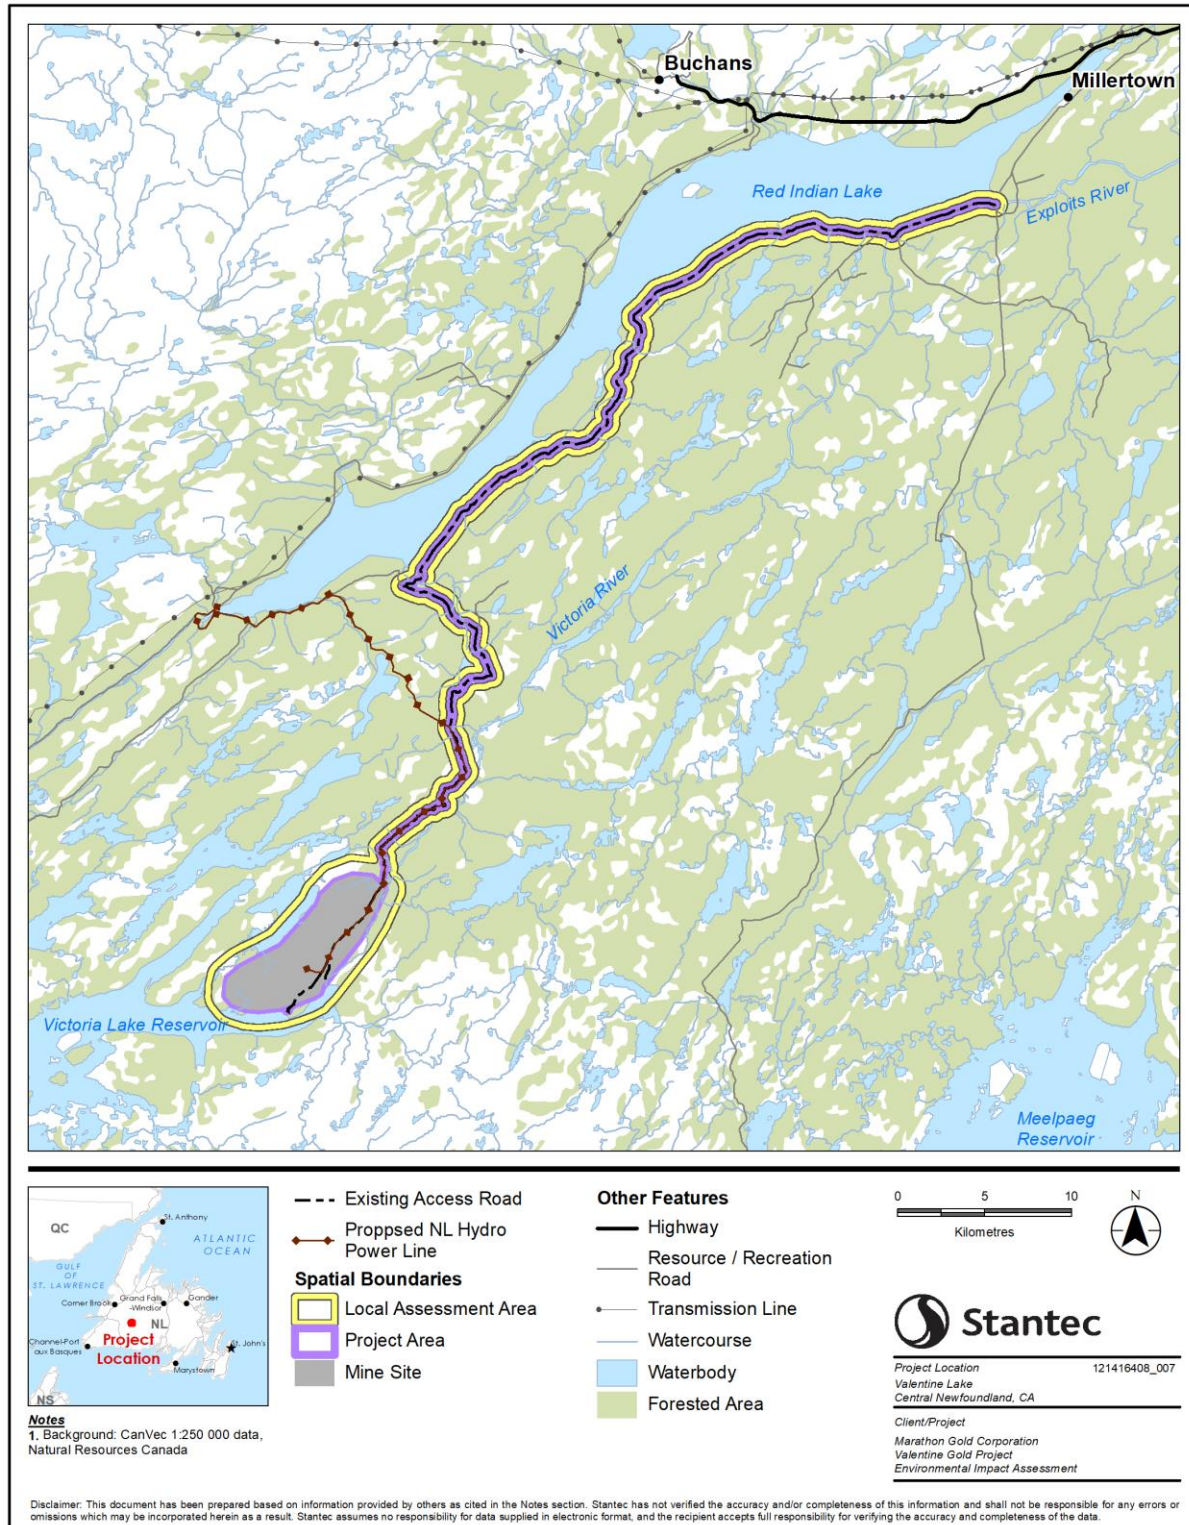 Buchans
Millertown
Red Indian Lake
Exploits River
Victoria River
Victoria Lake Reservoir
Meelpaeg
Reservoir
QC
St. Anthony
ATLANTIC
OCEAN
GULF
OF
ST. LAWRENCE
Corner Brook
Grand Falls
-Windsor
Gander
NL
Project
Location
Channel-Port
aux Basques
St. John's
Marystown
NS
Notes
1. Background: CanVec 1:250 000 data,
Natural Resources Canada
Existing Access Road
Proppsed NL Hydro
Power Line
Spatial Boundaries
Local Assessment Area
Project Area
Mine Site
Other Features
Highway
Resource / Recreation
Road
Transmission Line
Watercourse
Waterbody
Forested Area
0 5 10
Kilometres
N
Stantec
Project Location 121416408_007
Valentine Lake
Central Newfoundland, CA
Client/Project
Marathon Gold Corporation
Valentine Gold Project
Environmental Impact Assessment
Disclaimer: This document has been prepared based on information provided by others as cited in the Notes section. Stantec has not verified the accuracy and/or completeness of this information and shall not be responsible for any errors or
omissions which may be incorporated herein as a result. Stantec assumes no responsibility for data supplied in electronic format, and the recipient accepts full responsibility for verifying the accuracy and completeness of the data.